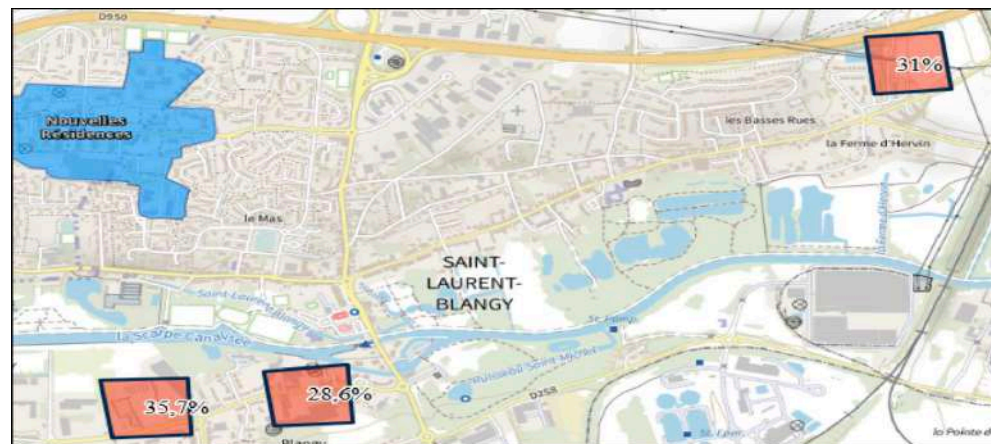 D950
31%
Nouvelles
Résidences
les Basses Rues
la Ferme d'Hervin
le Mas
SAINT-
LAURENT-
BLANGY
la Scarpe Canalisée
D258
35,7%
28,6%
Blangy
la Pointe d